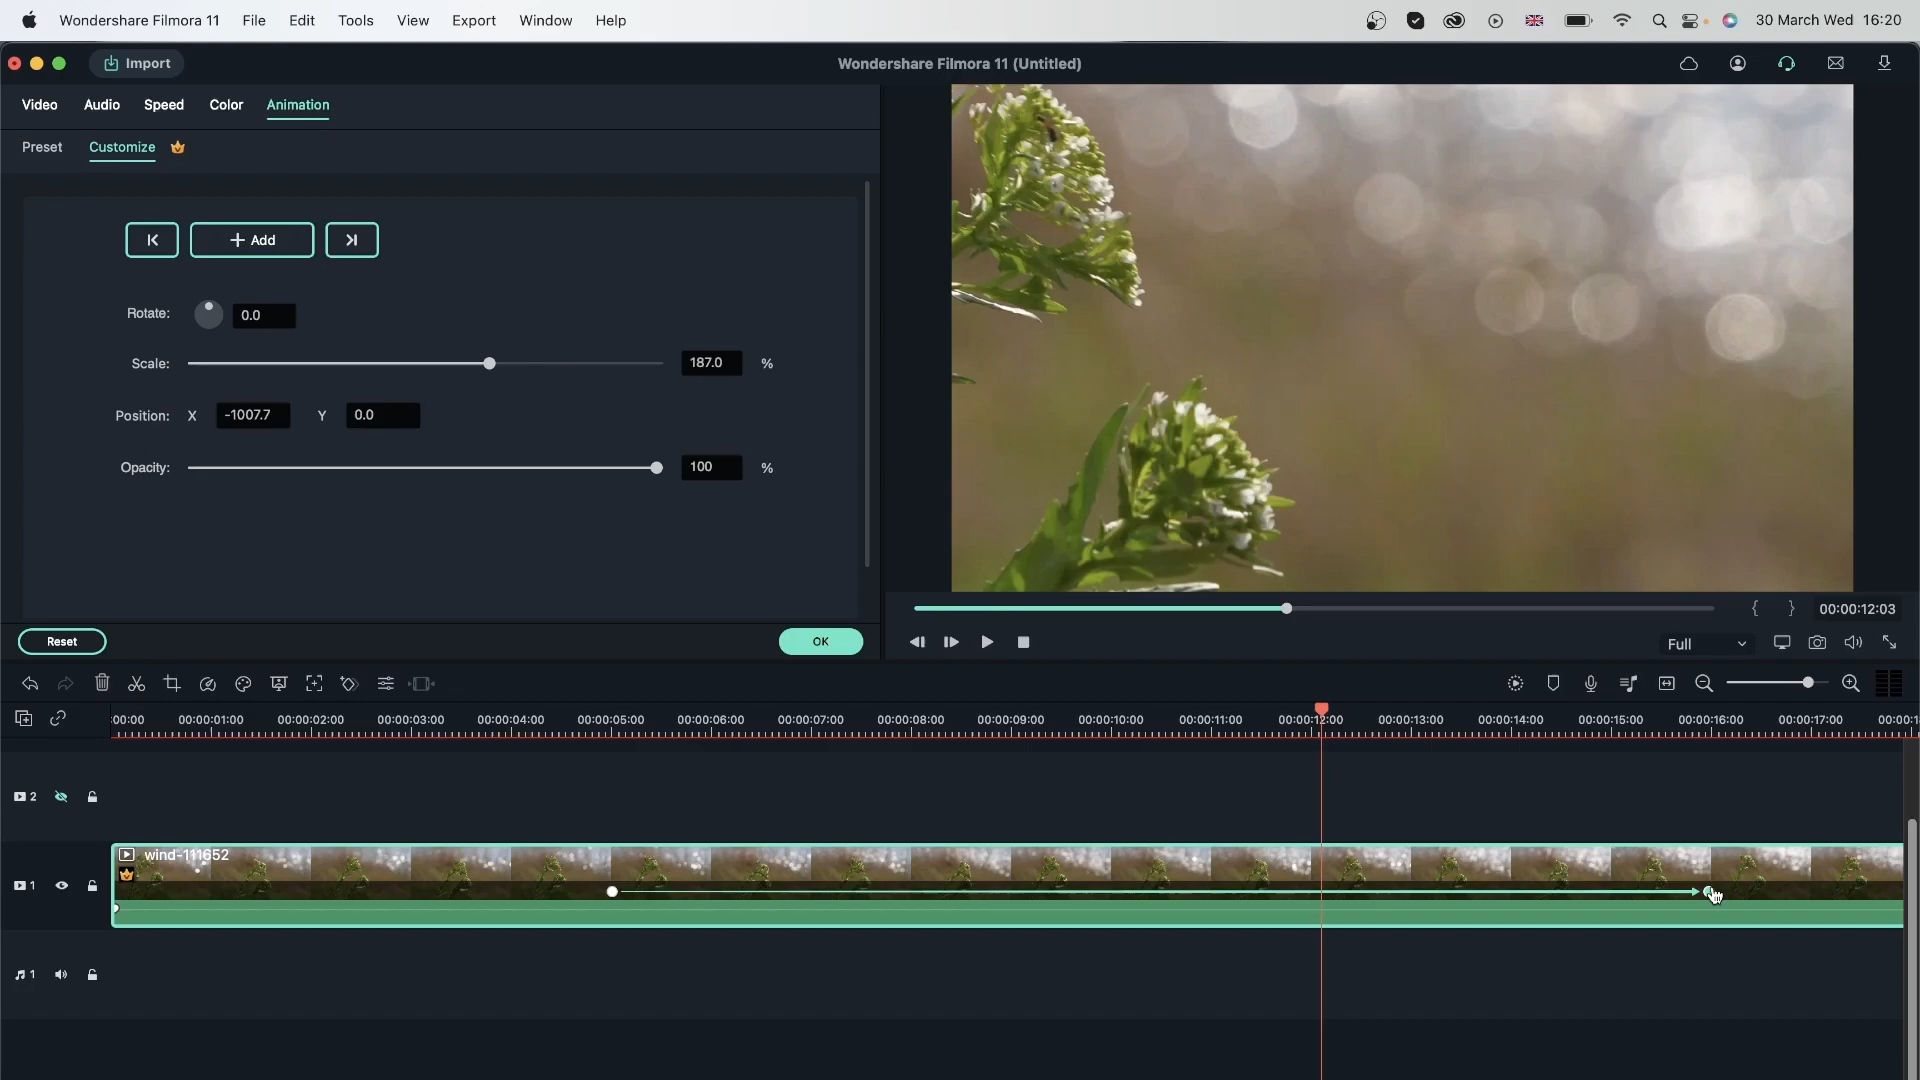 Wondershare Filmora 11 File Edit Tools View Export Window Help 30 March Wed 16:20
Import Wondershare Filmora 11 (Untitled)
Video Audio Speed Color Animation
Preset Customize
+ Add
Rotate: 0.0
Scale: 187.0 %
Position: X -1007.7 Y 0.0
Opacity: 100 %
{ } 00:00:12:03
Reset OK Full
:00:00 00:00:01:00 00:00:02:00 00:00:03:00 00:00:04:00 00:00:05:00 00:00:06:00 00:00:07:00 00:00:08:00 00:00:09:00 00:00:10:00 00:00:11:00 00:00:12:00 00:00:13:00 00:00:14:00 00:00:15:00 00:00:16:00 00:00:17:00 00:00:1
2
wind-111652
1
1